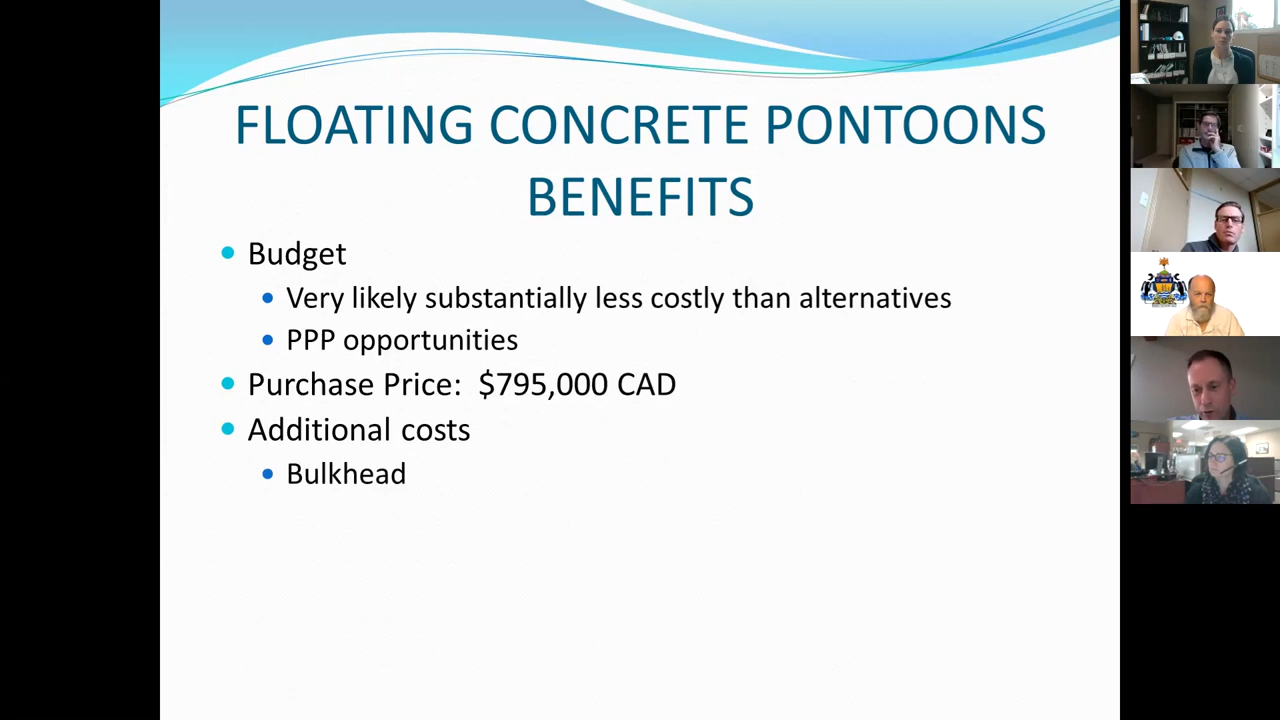 FLOATING CONCRETE PONTOONS
BENEFITS
Budget
Very likely substantially less costly than alternatives
PPP opportunities
Purchase Price: $795,000 CAD
Additional costs
Bulkhead